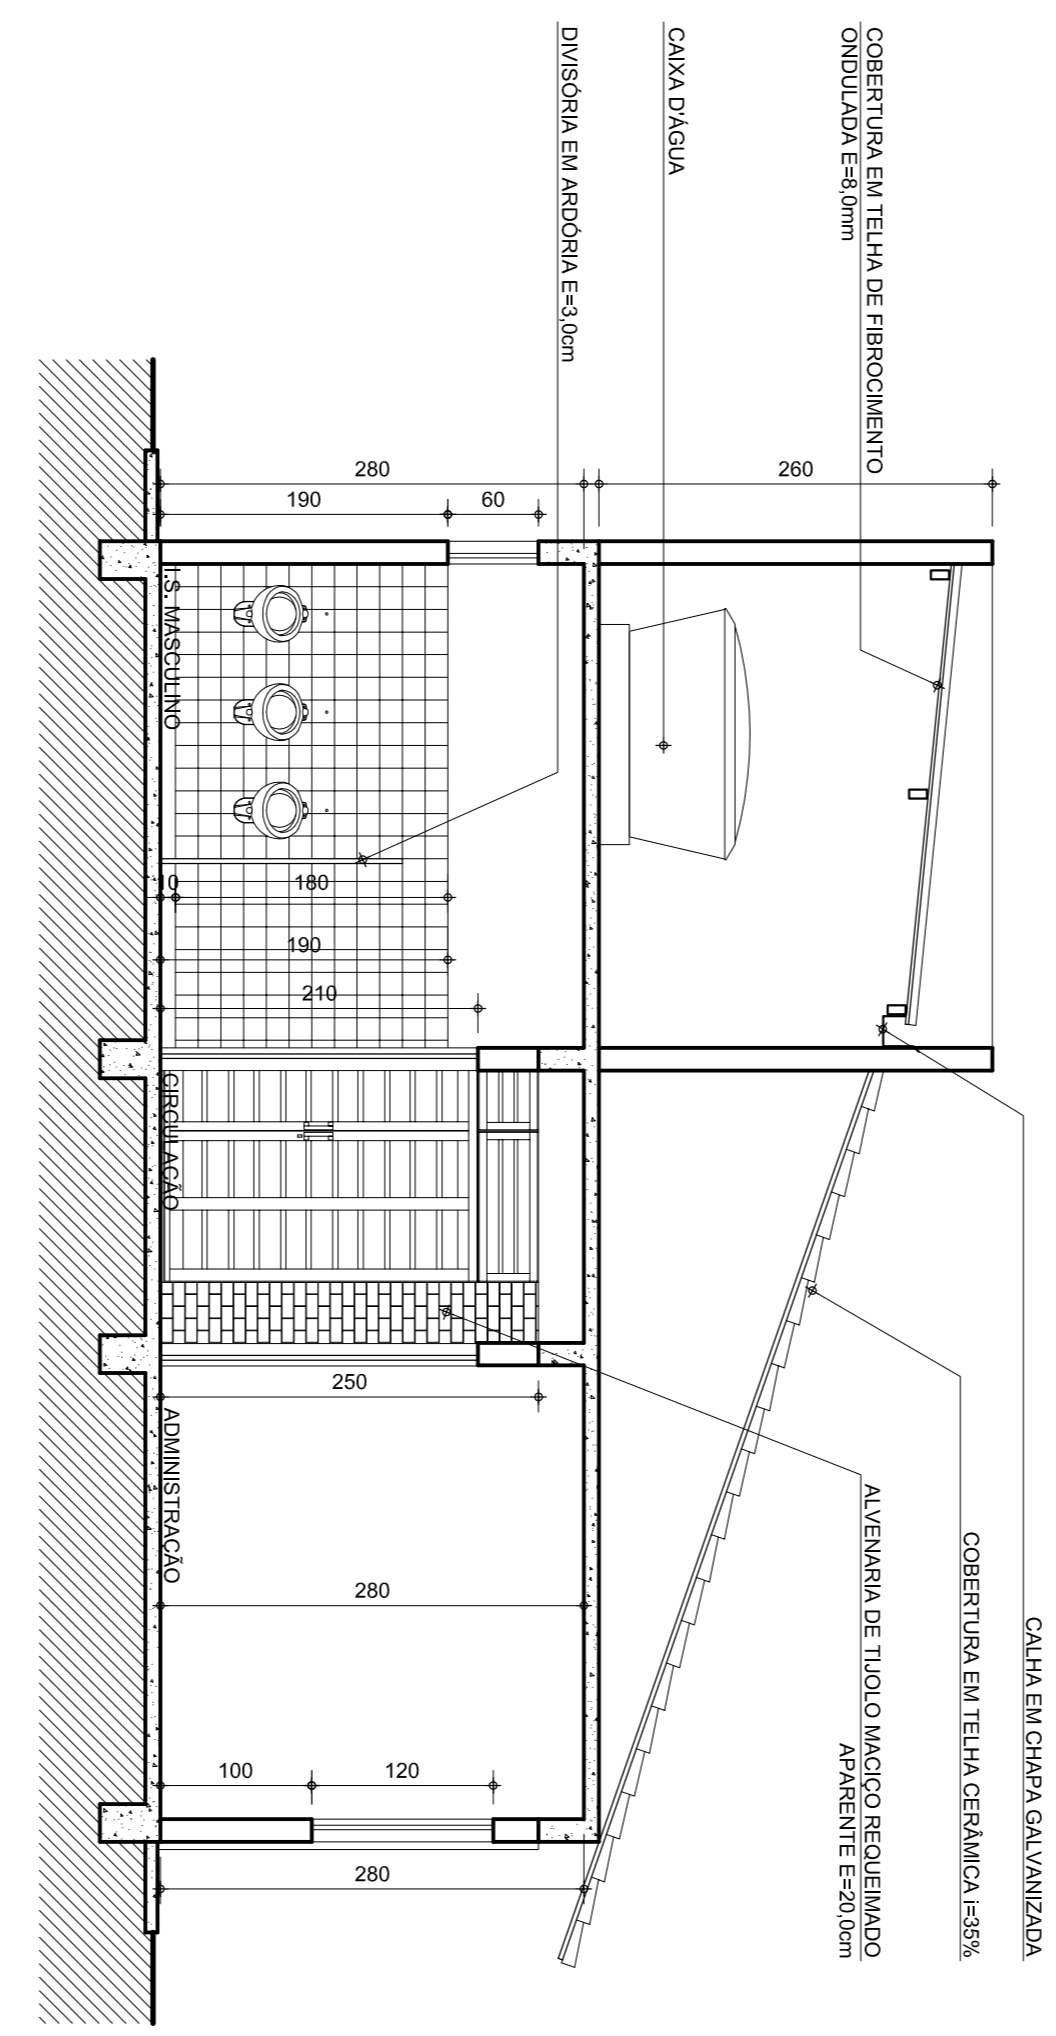 COBERTURA EM TELHA DE FIBROCIMENTO
ONDULADA E=8,0mm
CAIXA D'ÁGUA
DIVISÓRIA EM ARDÓRIA E=3,0cm
CALHA EM CHAPA GALVANIZADA
COBERTURA EM TELHA CERÂMICA i=35%
ALVENARIA DE TIJOLO MACIÇO REQUEIMADO
APARENTE E=20,0cm
280
260
190
60
I.S. MASCULINO
10
180
190
210
CIRCULAÇÃO
250
ADMINISTRAÇÃO
280
100
120
280